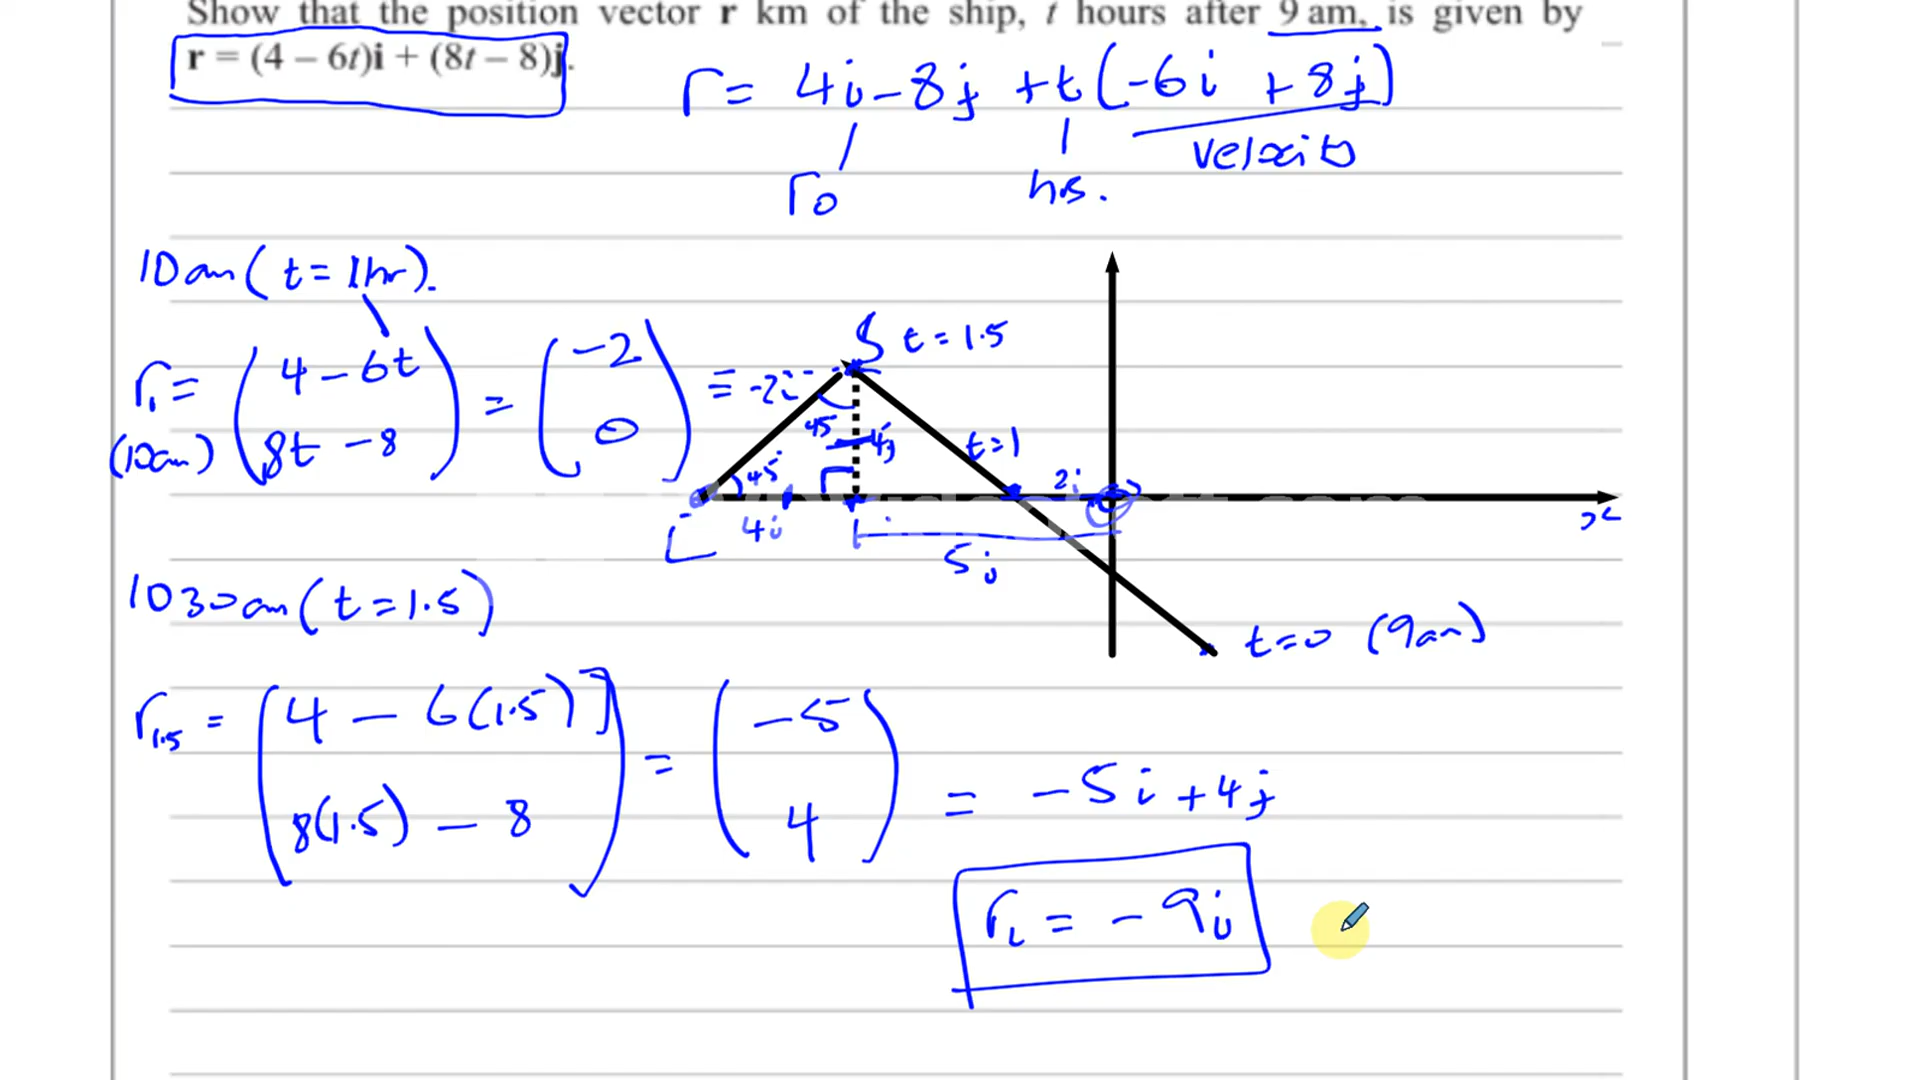 Show that the position vector r km of the ship, t hours after 9 am, is given by
r = (4 – 6t)i + (8t – 8)j.
r = 4i - 8j + t(-6i + 8j)
r0
hrs.
velocity
10am (t = 1hr).
r1 = (4 - 6t
8t - 8) = (-2
0) ≡ -2i
(10am)
S t = 1.5
45
4j
t=1
45
2i
4i
L
5i
x
t=0 (9am)
1030am (t = 1.5)
r1.5 = (4 - 6(1.5)
8(1.5) - 8) = (-5
4) = -5i + 4j
rL = -9i